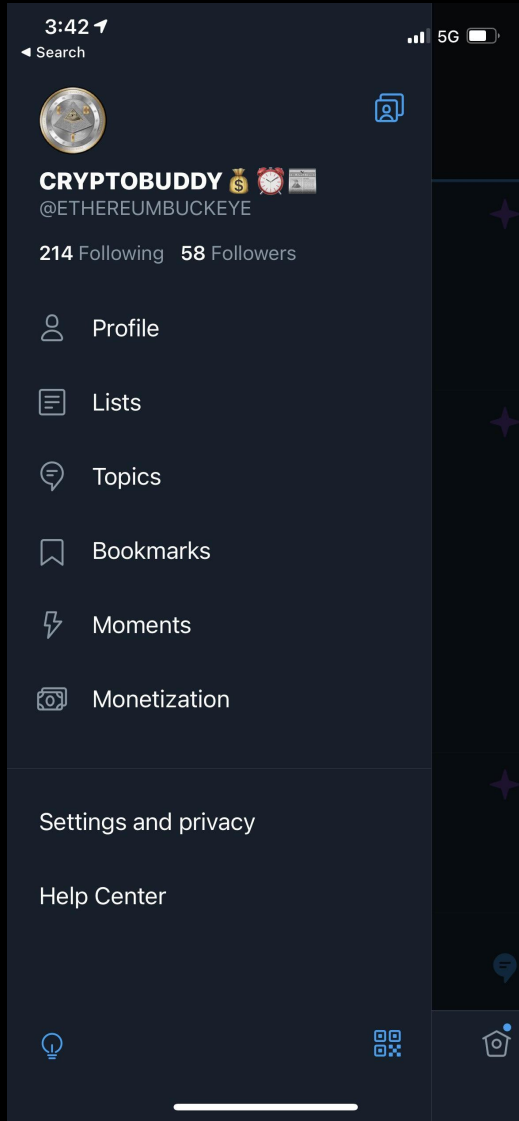 3:42
5G
◀ Search
CRYPTOBUDDY💰⏰📰
@ETHEREUMBUCKEYE
214 Following 58 Followers
Profile
Lists
Topics
Bookmarks
Moments
Monetization
Settings and privacy
Help Center